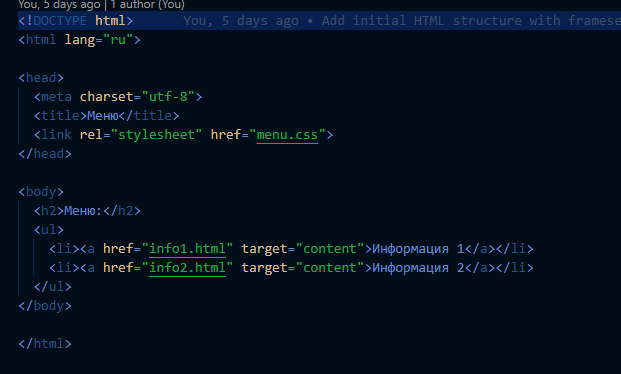 You, 5 days ago | 1 author (You)
<!DOCTYPE html> You, 5 days ago • Add initial HTML structure with framese
<html lang="ru">
<head>
<meta charset="utf-8">
<title>Меню</title>
<link rel="stylesheet" href="menu.css">
</head>
<body>
<h2>Меню:</h2>
<ul>
<li><a href="info1.html" target="content">Информация 1</a></li>
<li><a href="info2.html" target="content">Информация 2</a></li>
</ul>
</body>
</html>